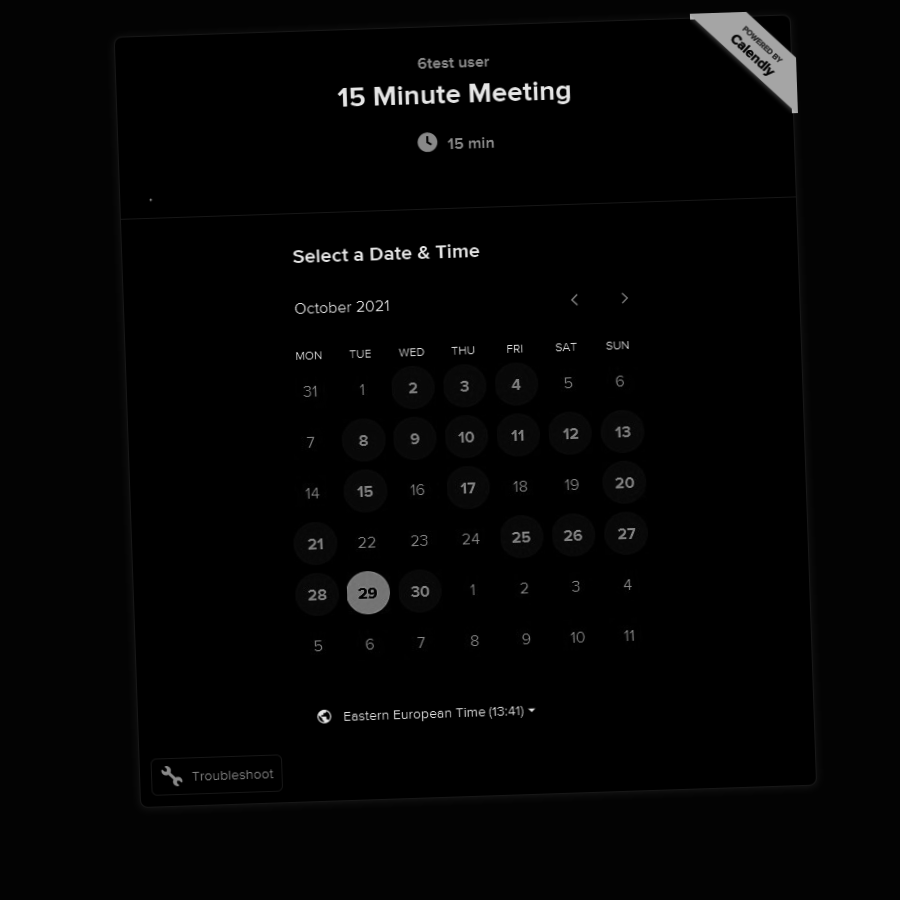 POWERED BY
Calendly
6test user
15 Minute Meeting
15 min
Select a Date & Time
October 2021
MON TUE WED THU FRI SAT SUN
31 1 2 3 4 5 6
7 8 9 10 11 12 13
14 15 16 17 18 19 20
21 22 23 24 25 26 27
28 29 30 1 2 3 4
5 6 7 8 9 10 11
Eastern European Time (13:41)
Troubleshoot